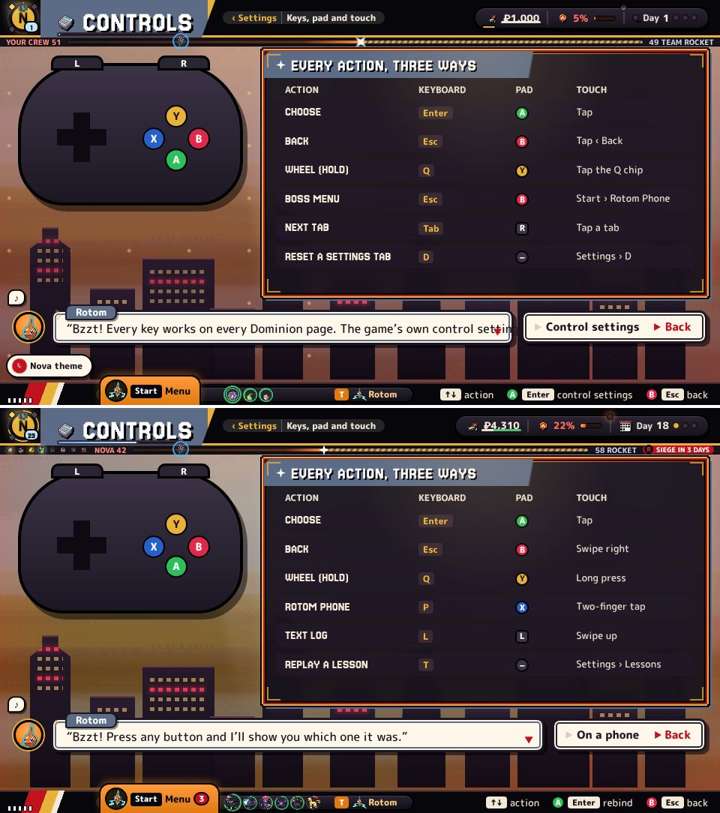 N
1
CONTROLS
‹ Settings Keys, pad and touch
₽1,000 5% Day 1
YOUR CREW 51
49 TEAM ROCKET
L R
Y
X B
A
EVERY ACTION, THREE WAYS
ACTION KEYBOARD PAD TOUCH
CHOOSE Enter A Tap
BACK Esc B Tap ‹ Back
WHEEL (HOLD) Q Y Tap the Q chip
BOSS MENU Esc B Start › Rotom Phone
NEXT TAB Tab R Tap a tab
RESET A SETTINGS TAB D – Settings › D
♪
Rotom
“Bzzt! Every key works on every Dominion page. The game’s own control settin
Control settings Back
Nova theme
Start Menu
T Rotom
↑↓ action A Enter control settings B Esc back
N
CONTROLS
‹ Settings Keys, pad and touch
₽4,310 22% Day 18
NOVA 42
58 ROCKET SIEGE IN 3 DAYS
L R
Y
X B
A
EVERY ACTION, THREE WAYS
ACTION KEYBOARD PAD TOUCH
CHOOSE Enter A Tap
BACK Esc B Swipe right
WHEEL (HOLD) Q Y Long press
ROTOM PHONE P X Two-finger tap
TEXT LOG L L Swipe up
REPLAY A LESSON T – Settings › Lessons
♪
Rotom
“Bzzt! Press any button and I’ll show you which one it was.”
On a phone Back
Start Menu 3
T Rotom
↑↓ action A Enter rebind B Esc back